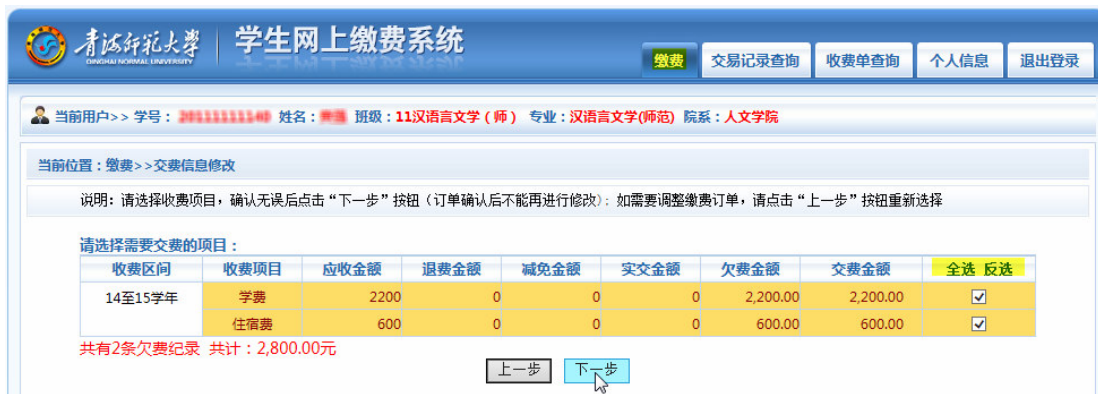 青海师范大学 学生网上缴费系统
QINGHAI NORMAL UNIVERSITY
缴费 交易记录查询 收费单查询 个人信息 退出登录
当前用户>> 学号： 姓名： 班级：11汉语言文学（师） 专业：汉语言文学(师范) 院系：人文学院
当前位置：缴费>>交费信息修改
说明：请选择收费项目，确认无误后点击“下一步”按钮（订单确认后不能再进行修改）；如需要调整缴费订单，请点击“上一步”按钮重新选择
请选择需要交费的项目：
收费区间 收费项目 应收金额 退费金额 减免金额 实交金额 欠费金额 交费金额 全选 反选
14至15学年 学费 2200 0 0 0 2,200.00 2,200.00
住宿费 600 0 0 0 600.00 600.00
共有2条欠费纪录 共计：2,800.00元
上一步 下一步